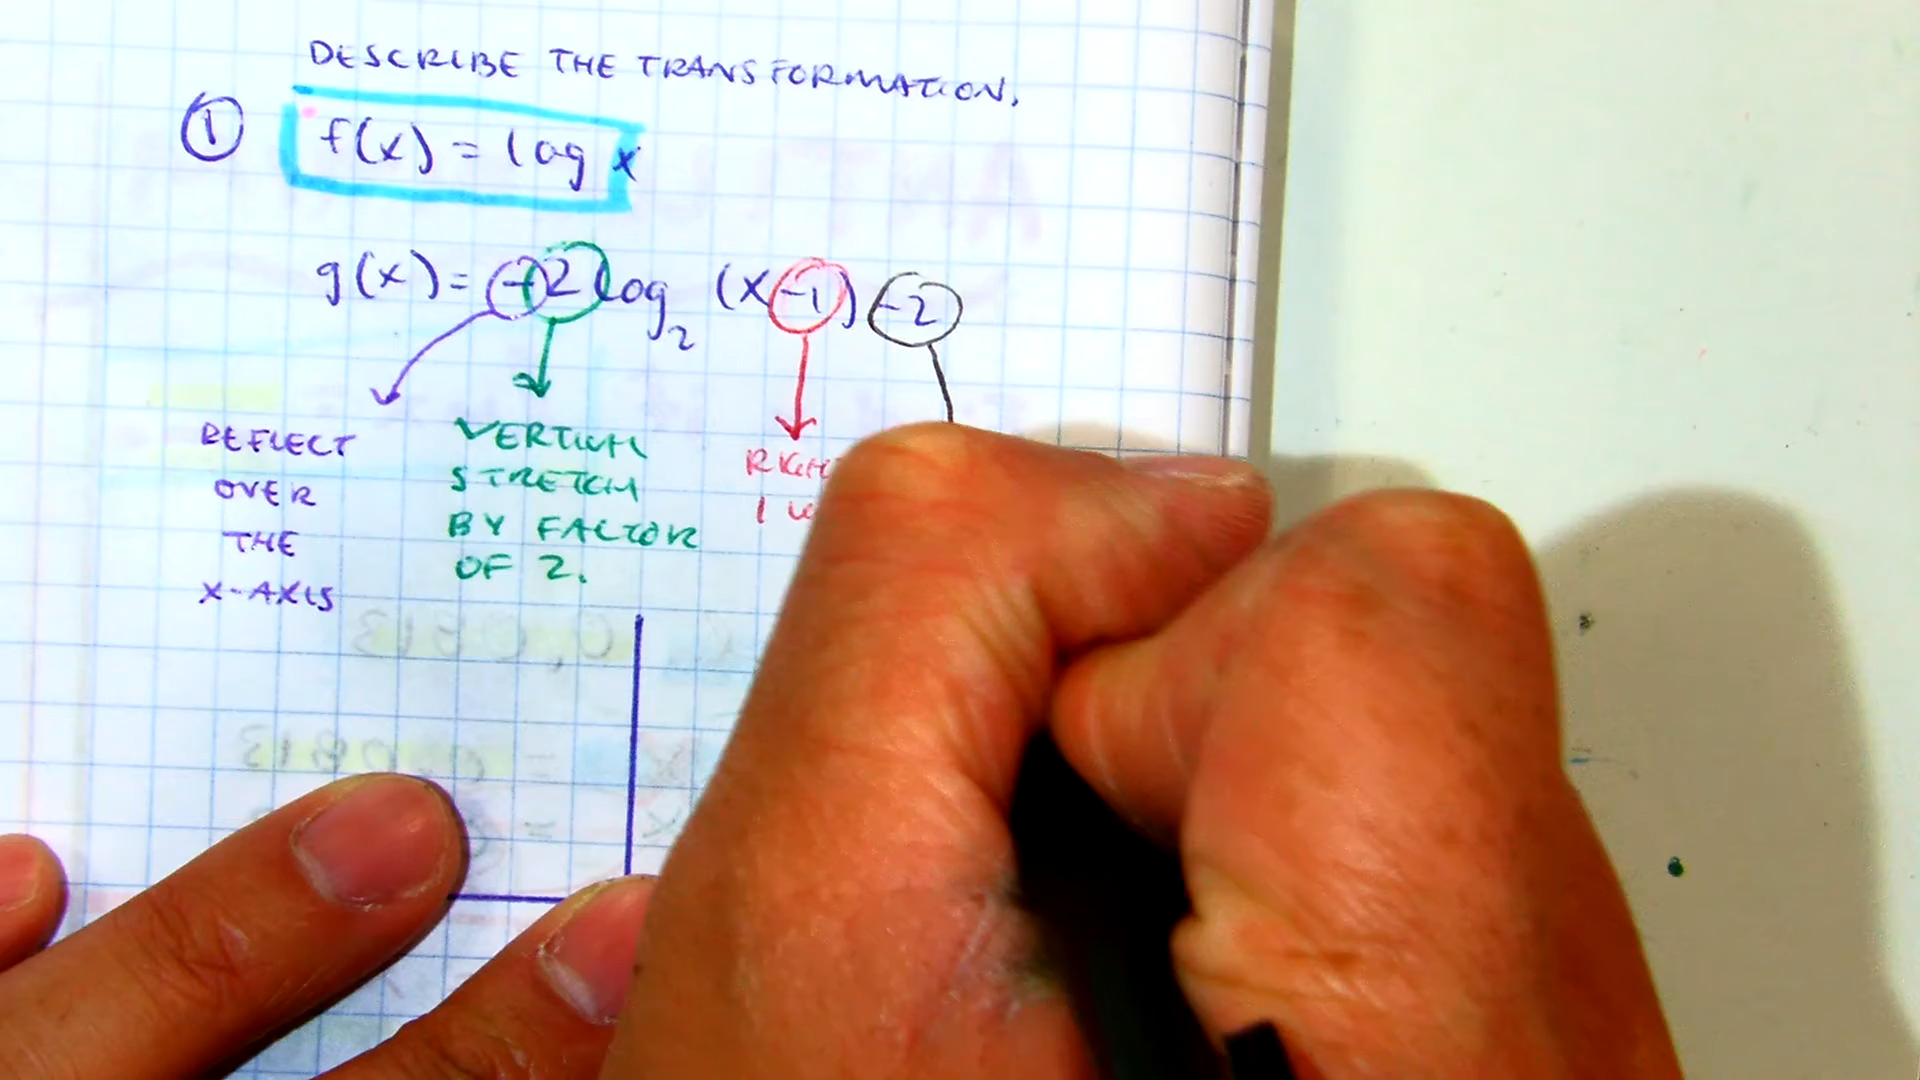 DESCRIBE THE TRANSFORMATION.
① f(x) = log x
g(x) = -2 log₂ (x-1) -2
REFLECT
OVER
THE
X-AXIS
VERTICAL
STRETCH
BY FACTOR
OF 2.
1